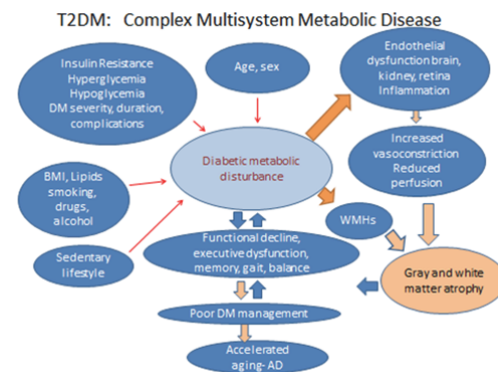 T2DM: Complex Multisystem Metabolic Disease
Insulin Resistance
Hyperglycemia
Hypoglycemia
DM severity, duration,
complications
Age, sex
Endothelial
dysfunction brain,
kidney, retina
Inflammation
BMI, Lipids
smoking,
drugs,
alcohol
Diabetic metabolic
disturbance
Increased
vasoconstriction
Reduced
perfusion
Sedentary
lifestyle
WMHs
Functional decline,
executive dysfunction,
memory, gait, balance
Gray and white
matter atrophy
Poor DM management
Accelerated
aging- AD